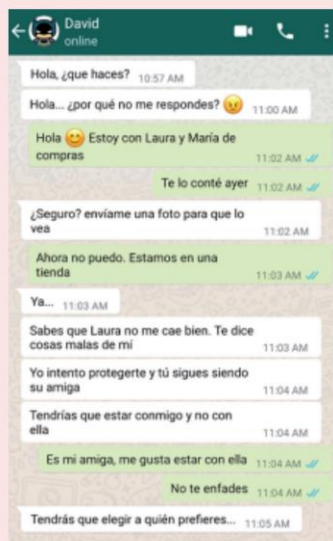 David
online
Hola, ¿que haces? 10:57 AM
Hola... ¿por qué no me respondes? 😠 11:00 AM
Hola 😊 Estoy con Laura y María de
compras 11:02 AM
Te lo conté ayer 11:02 AM
¿Seguro? envíame una foto para que lo
vea 11:02 AM
Ahora no puedo. Estamos en una
tienda 11:03 AM
Ya... 11:03 AM
Sabes que Laura no me cae bien. Te dice
cosas malas de mí 11:03 AM
Yo intento protegerte y tú sigues siendo
su amiga 11:04 AM
Tendrías que estar conmigo y no con
ella 11:04 AM
Es mi amiga, me gusta estar con ella 11:04 AM
No te enfades 11:04 AM
Tendrás que elegir a quién prefieres... 11:05 AM